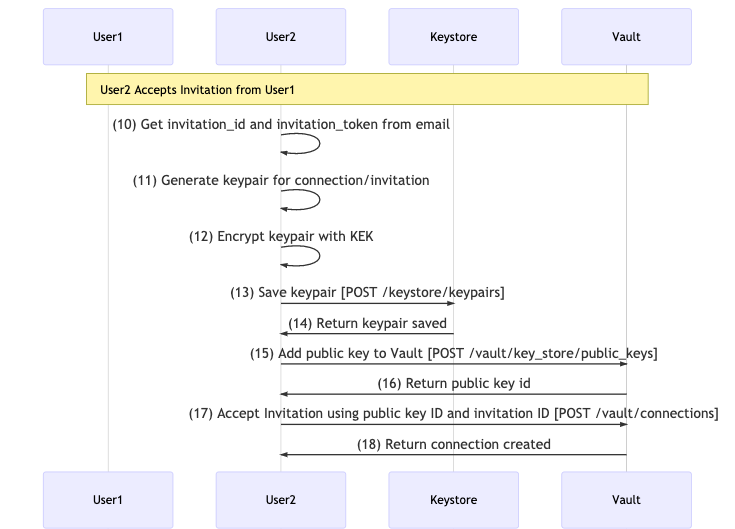 User1
User2
Keystore
Vault
User2 Accepts Invitation from User1
(10) Get invitation_id and invitation_token from email
(11) Generate keypair for connection/invitation
(12) Encrypt keypair with KEK
(13) Save keypair [POST /keystore/keypairs]
(14) Return keypair saved
(15) Add public key to Vault [POST /vault/key_store/public_keys]
(16) Return public key id
(17) Accept Invitation using public key ID and invitation ID [POST /vault/connections]
(18) Return connection created
User1
User2
Keystore
Vault